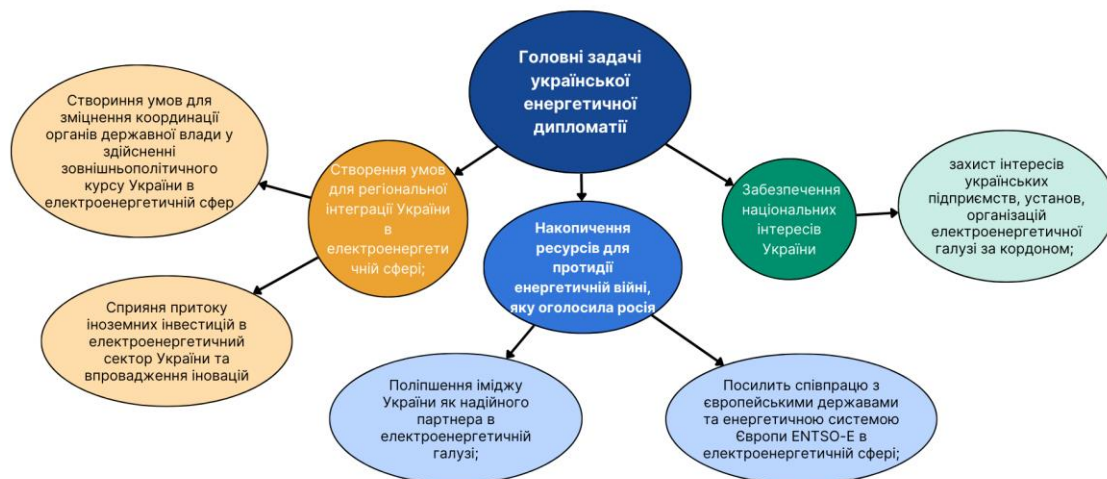 Головні задачі
української
енергетичної
дипломатії
Створиння умов для
зміцнення координації
органів державної влади у
здійсненні
зовнішньополітичного
курсу України в
електроенергетичній сфер
Створення умов
для регіональної
інтеграції України
в
електроенергети
чній сфері;
Забезпечення
національних
інтересів
України
захист інтересів
українських
підприємств, установ,
організацій
електроенергетичної
галузі за кордоном;
Накопичення
ресурсів для
протидії
енергетичній війні,
яку оголосила росія
Сприяня притоку
іноземних інвестицій в
електроенергетичний
сектор України та
впровадження іновацій
Поліпшення іміджу
України як надійного
партнера в
електроенергетичній
галузі;
Посилить співпрацю з
європейськими державами
та енергетичною системою
Європи ENTSO-E в
електроенергетичній сфері;